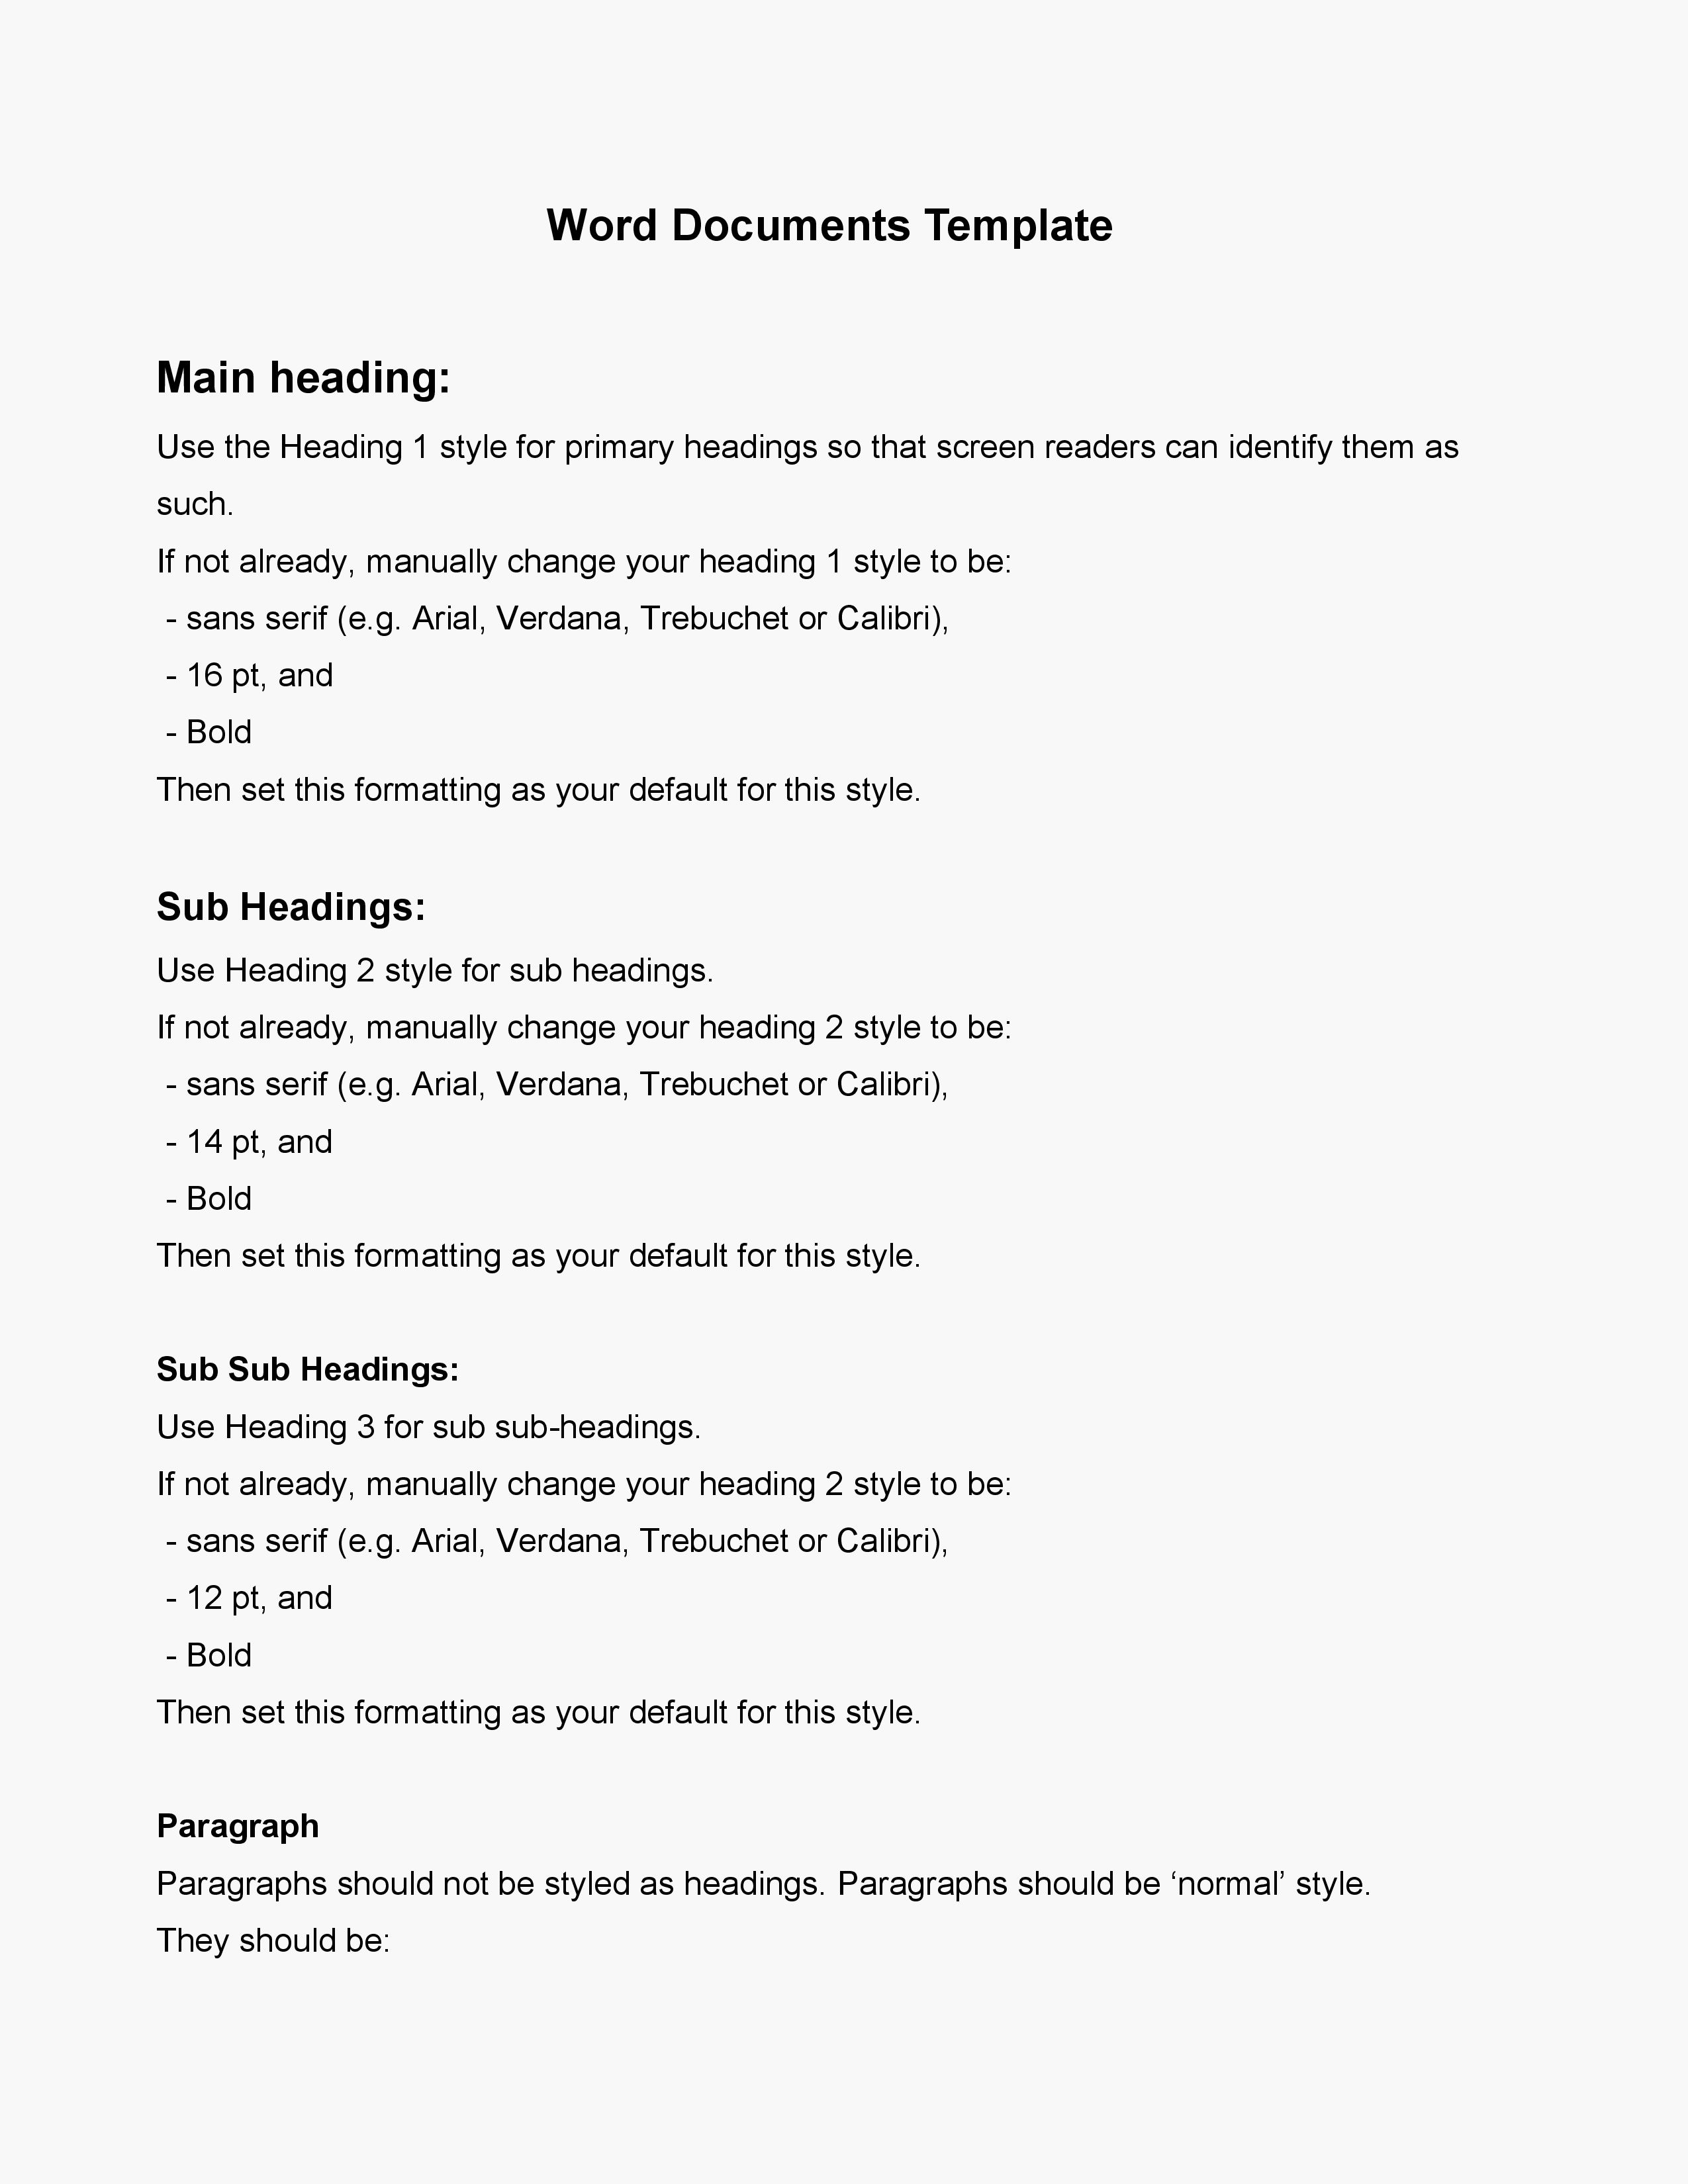 Word Documents Template
Main heading:
Use the Heading 1 style for primary headings so that screen readers can identify them as
such.
If not already, manually change your heading 1 style to be:
- sans serif (e.g. Arial, Verdana, Trebuchet or Calibri),
- 16 pt, and
- Bold
Then set this formatting as your default for this style.
Sub Headings:
Use Heading 2 style for sub headings.
If not already, manually change your heading 2 style to be:
- sans serif (e.g. Arial, Verdana, Trebuchet or Calibri),
- 14 pt, and
- Bold
Then set this formatting as your default for this style.
Sub Sub Headings:
Use Heading 3 for sub sub-headings.
If not already, manually change your heading 2 style to be:
- sans serif (e.g. Arial, Verdana, Trebuchet or Calibri),
- 12 pt, and
- Bold
Then set this formatting as your default for this style.
Paragraph
Paragraphs should not be styled as headings. Paragraphs should be ‘normal’ style.
They should be: